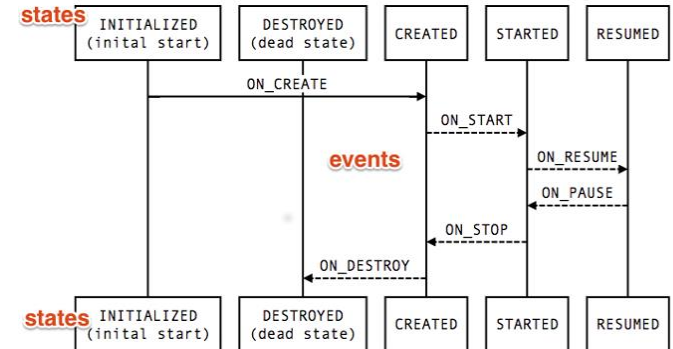 states
INITIALIZED
(inital start)
DESTROYED
(dead state)
CREATED
STARTED
RESUMED
ON_CREATE
ON_START
events
ON_RESUME
ON_PAUSE
ON_STOP
ON_DESTROY
states
INITIALIZED
(inital start)
DESTROYED
(dead state)
CREATED
STARTED
RESUMED